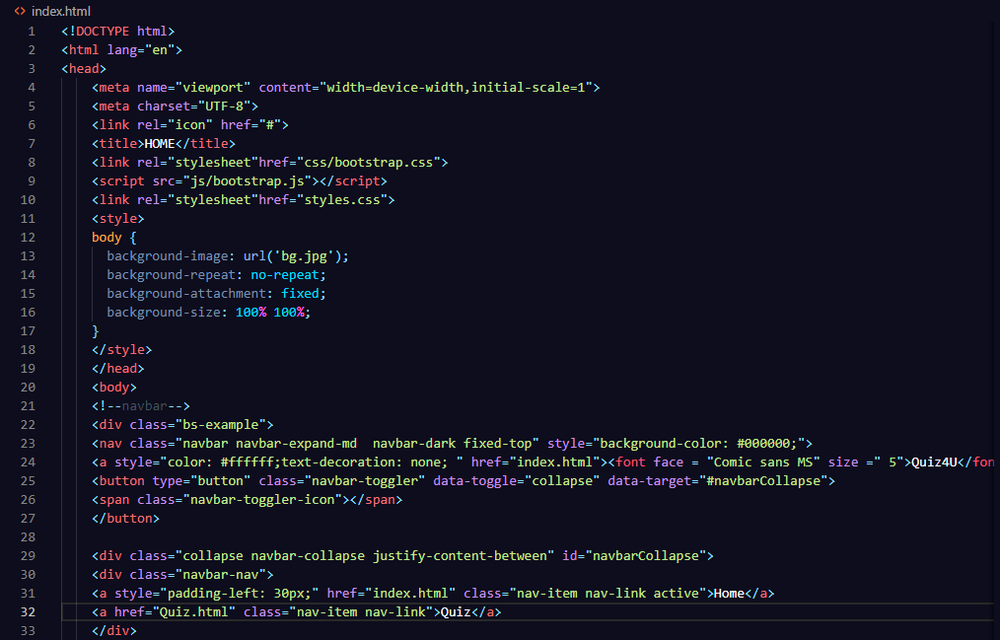 <> index.html
1 <!DOCTYPE html>
2 <html lang="en">
3 <head>
4 <meta name="viewport" content="width=device-width,initial-scale=1">
5 <meta charset="UTF-8">
6 <link rel="icon" href="#">
7 <title>HOME</title>
8 <link rel="stylesheet"href="css/bootstrap.css">
9 <script src="js/bootstrap.js"></script>
10 <link rel="stylesheet"href="styles.css">
11 <style>
12 body {
13 background-image: url('bg.jpg');
14 background-repeat: no-repeat;
15 background-attachment: fixed;
16 background-size: 100% 100%;
17 }
18 </style>
19 </head>
20 <body>
21 <!--navbar-->
22 <div class="bs-example">
23 <nav class="navbar navbar-expand-md  navbar-dark fixed-top" style="background-color: #000000;">
24 <a style="color: #ffffff;text-decoration: none; " href="index.html"><font face = "Comic sans MS" size =" 5">Quiz4U</fon
25 <button type="button" class="navbar-toggler" data-toggle="collapse" data-target="#navbarCollapse">
26 <span class="navbar-toggler-icon"></span>
27 </button>
28
29 <div class="collapse navbar-collapse justify-content-between" id="navbarCollapse">
30 <div class="navbar-nav">
31 <a style="padding-left: 30px;" href="index.html" class="nav-item nav-link active">Home</a>
32 <a href="Quiz.html" class="nav-item nav-link">Quiz</a>
33 </div>